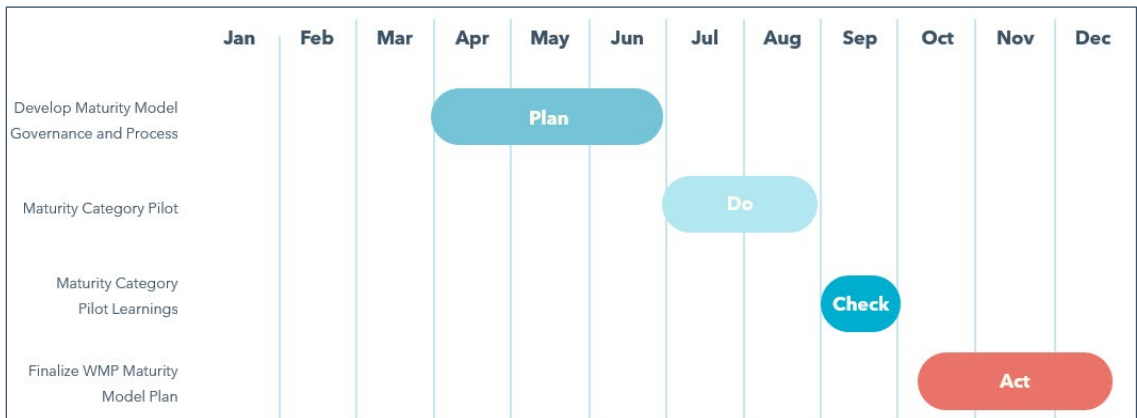 Jan Feb Mar Apr May Jun Jul Aug Sep Oct Nov Dec
Develop Maturity Model
Governance and Process
Plan
Maturity Category Pilot
Do
Maturity Category
Pilot Learnings
Check
Finalize WMP Maturity
Model Plan
Act